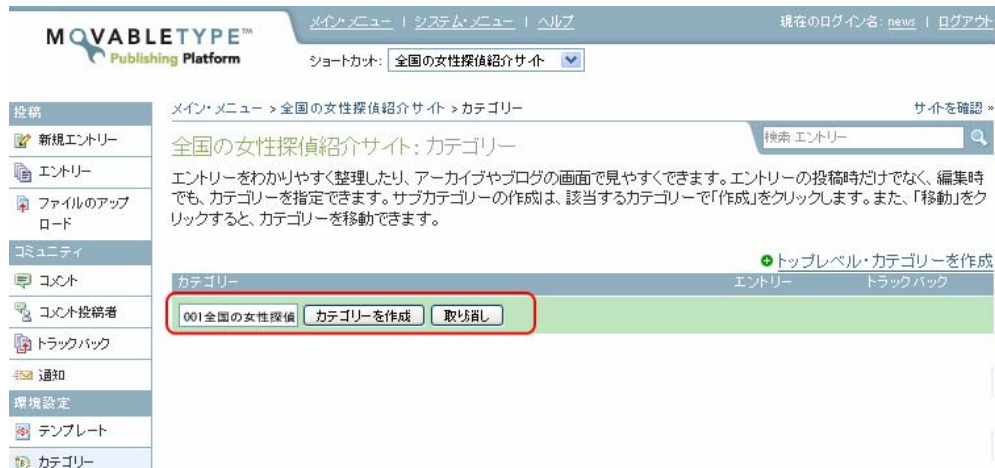 MOVABLETYPE™
Publishing Platform
メイン・メニュー | システム・メニュー | ヘルプ
現在のログイン名: news | ログアウト
ショートカット: 全国の女性探偵紹介サイト
投稿
新規エントリー
エントリー
ファイルのアップ
ロード
コミュニティ
コメント
コメント投稿者
トラックバック
通知
環境設定
テンプレート
カテゴリー
メイン・メニュー > 全国の女性探偵紹介サイト > カテゴリー
サイトを確認 »
全国の女性探偵紹介サイト: カテゴリー
検索 エントリー
エントリーをわかりやすく整理したり、アーカイブやブログの画面で見やすくできます。エントリーの投稿時だけでなく、編集時
でも、カテゴリーを指定できます。サブカテゴリーの作成は、該当するカテゴリーで「作成」をクリックします。また、「移動」をク
リックすると、カテゴリーを移動できます。
トップレベル・カテゴリーを作成
カテゴリー エントリー トラックバック
001全国の女性探偵 カテゴリーを作成 取り消し